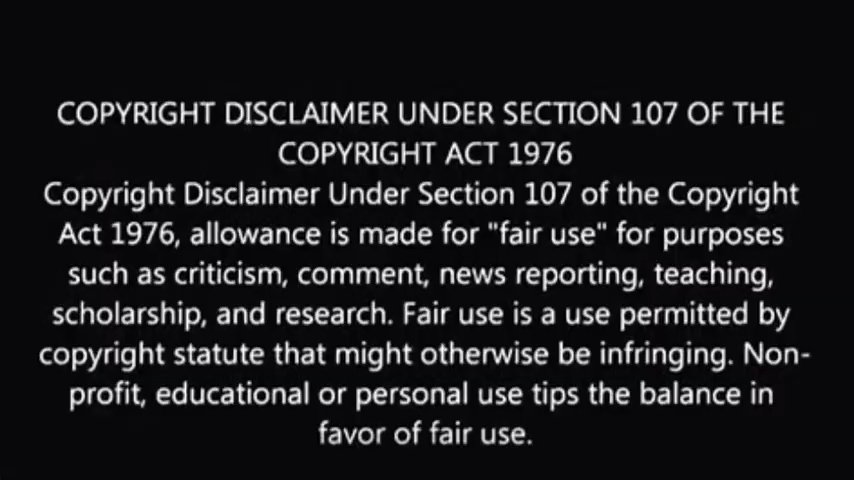 COPYRIGHT DISCLAIMER UNDER SECTION 107 OF THE
COPYRIGHT ACT 1976
Copyright Disclaimer Under Section 107 of the Copyright
Act 1976, allowance is made for "fair use" for purposes
such as criticism, comment, news reporting, teaching,
scholarship, and research. Fair use is a use permitted by
copyright statute that might otherwise be infringing. Non-
profit, educational or personal use tips the balance in
favor of fair use.